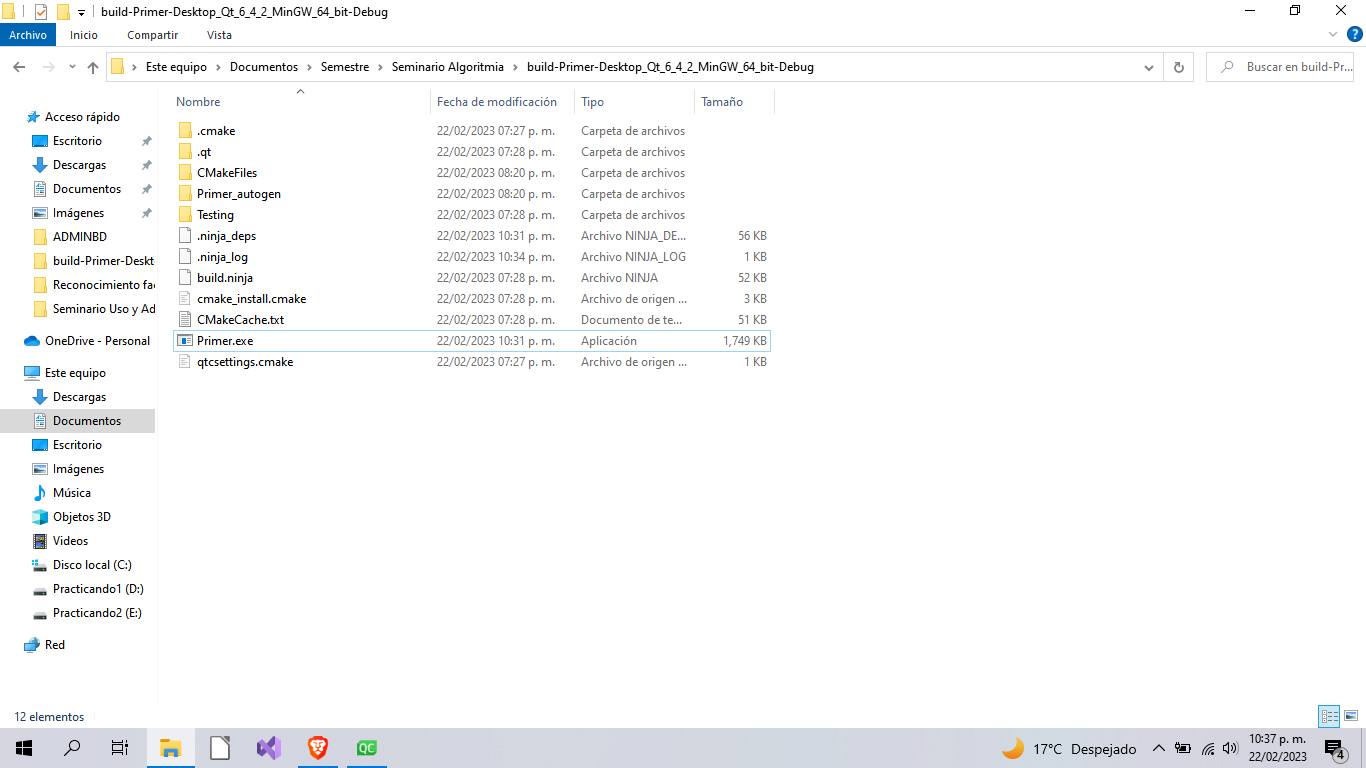 build-Primer-Desktop_Qt_6_4_2_MinGW_64_bit-Debug
Archivo Inicio Compartir Vista
Este equipo Documentos Semestre Seminario Algoritmia build-Primer-Desktop_Qt_6_4_2_MinGW_64_bit-Debug
Buscar en build-Pr...
Acceso rápido
Escritorio
Descargas
Documentos
Imágenes
ADMINBD
build-Primer-Deskt
Reconocimiento fac
Seminario Uso y Ad
OneDrive - Personal
Este equipo
Descargas
Documentos
Escritorio
Imágenes
Música
Objetos 3D
Videos
Disco local (C:)
Practicando1 (D:)
Practicando2 (E:)
Red
Nombre Fecha de modificación Tipo Tamaño
.cmake 22/02/2023 07:27 p. m. Carpeta de archivos
.qt 22/02/2023 07:28 p. m. Carpeta de archivos
CMakeFiles 22/02/2023 08:20 p. m. Carpeta de archivos
Primer_autogen 22/02/2023 08:20 p. m. Carpeta de archivos
Testing 22/02/2023 07:28 p. m. Carpeta de archivos
.ninja_deps 22/02/2023 10:31 p. m. Archivo NINJA_DE... 56 KB
.ninja_log 22/02/2023 10:34 p. m. Archivo NINJA_LOG 1 KB
build.ninja 22/02/2023 07:28 p. m. Archivo NINJA 52 KB
cmake_install.cmake 22/02/2023 07:28 p. m. Archivo de origen ... 3 KB
CMakeCache.txt 22/02/2023 07:28 p. m. Documento de te... 51 KB
Primer.exe 22/02/2023 10:31 p. m. Aplicación 1,749 KB
qtcsettings.cmake 22/02/2023 07:27 p. m. Archivo de origen ... 1 KB
12 elementos
QC
17°C Despejado
10:37 p. m.
22/02/2023
4